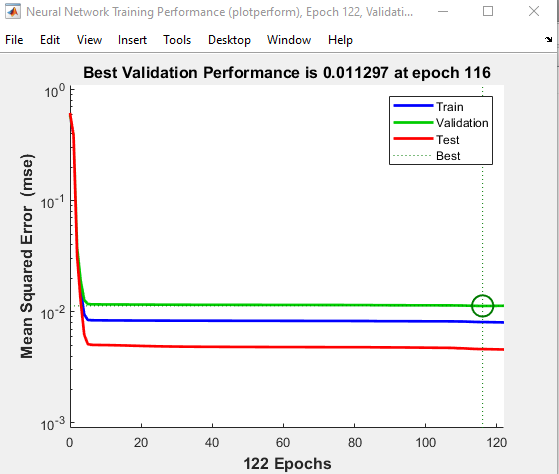 Neural Network Training Performance (plotperform), Epoch 122, Validati...
File Edit View Insert Tools Desktop Window Help
Best Validation Performance is 0.011297 at epoch 116
Train
Validation
Test
Best
10^0
10^-1
10^-2
10^-3
Mean Squared Error (mse)
0 20 40 60 80 100 120
122 Epochs